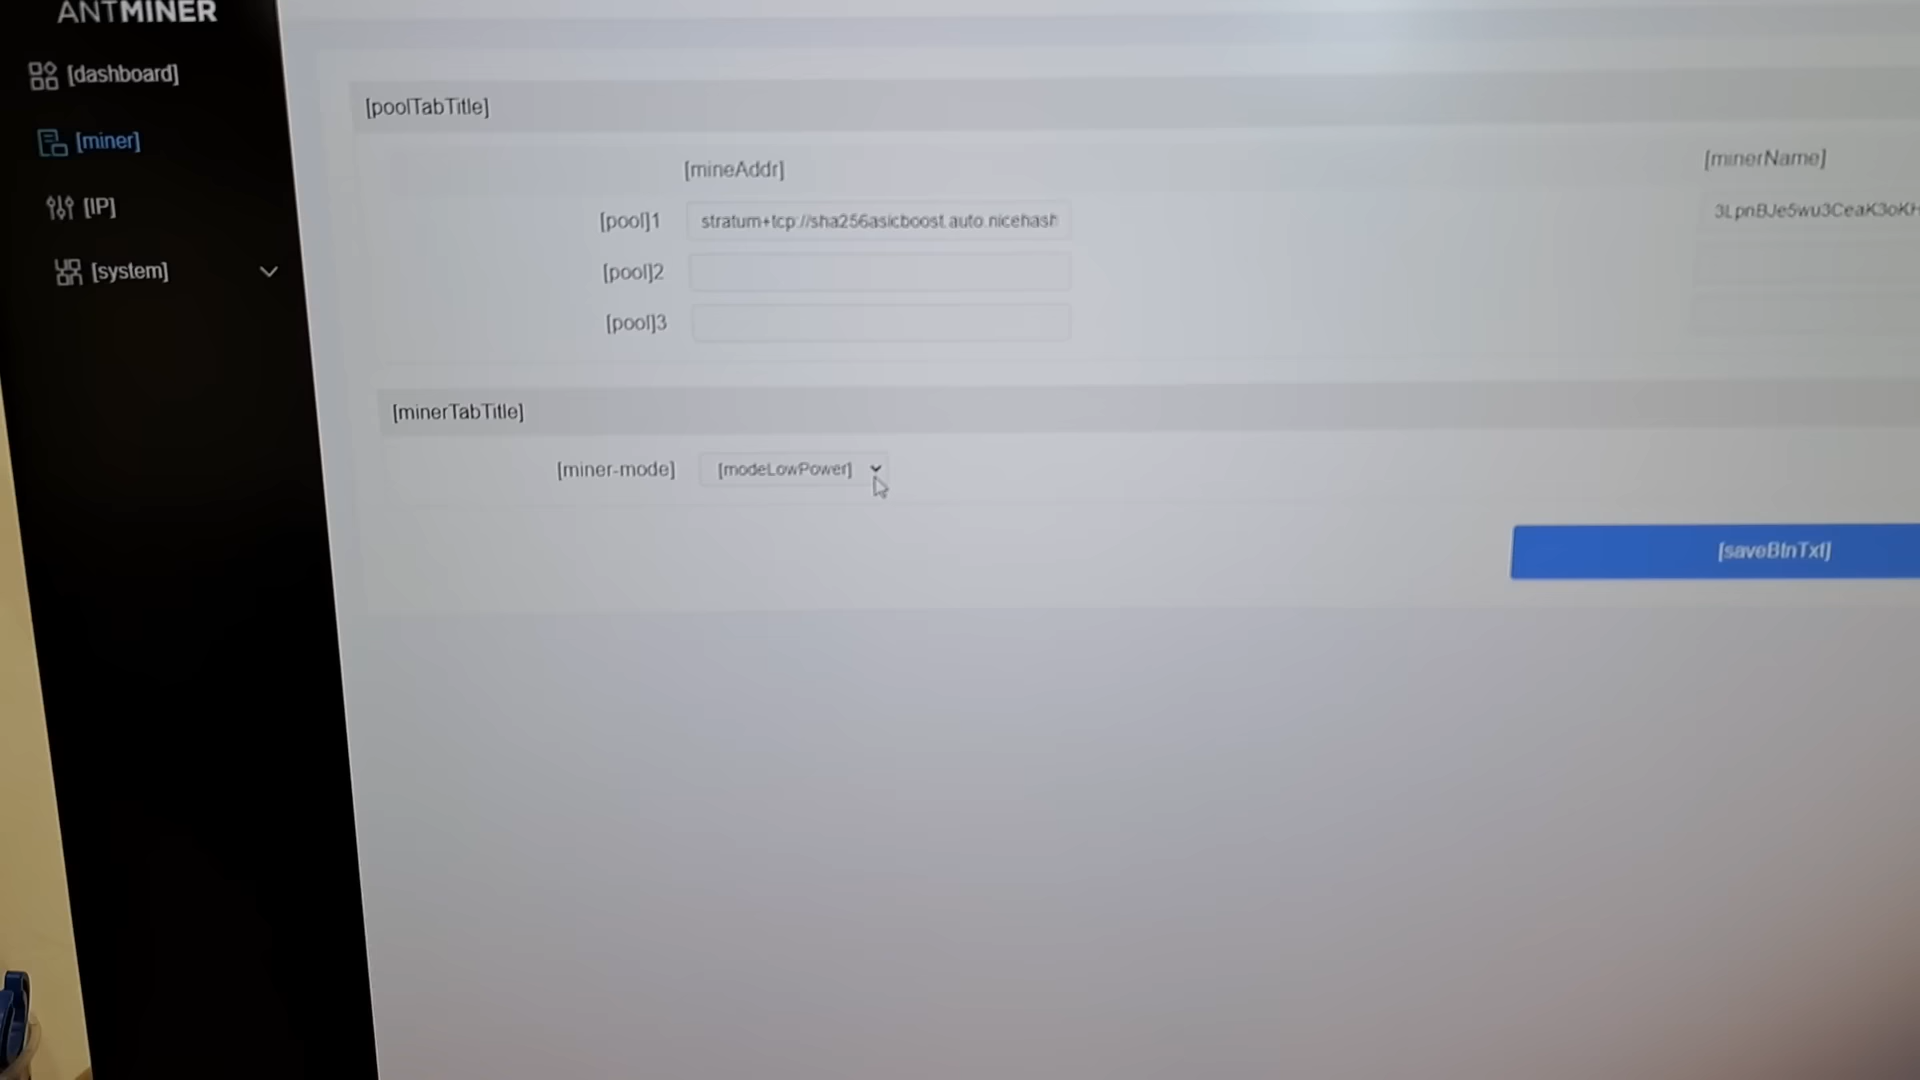 ANTMINER
[dashboard]
[miner]
[IP]
[system]
[poolTabTitle]
[mineAddr]
[minerName]
[pool]1
stratum+tcp://sha256asicboost.auto.nicehash
3LpnBJe5wu3CeaK3oKH
[pool]2
[pool]3
[minerTabTitle]
[miner-mode]
[modeLowPower]
[saveBtnTxt]